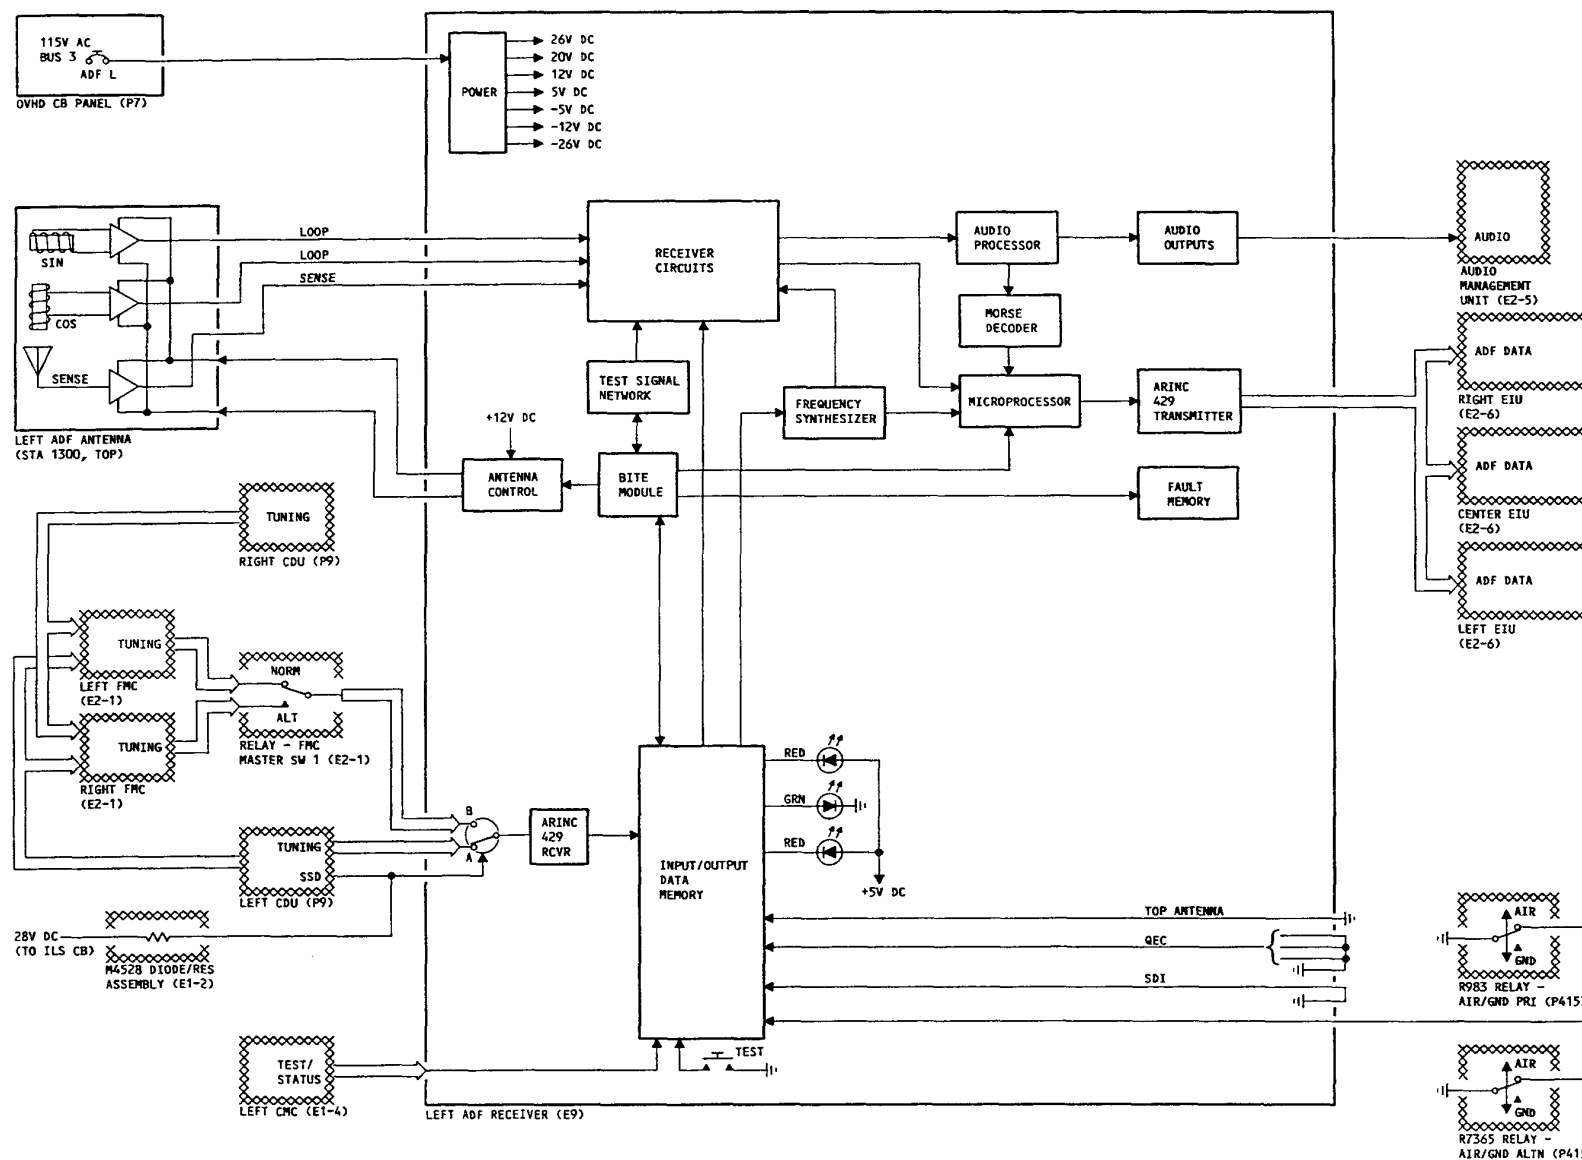 115V AC
BUS 3
ADF L
OVHD CB PANEL (P7)
POWER
26V DC
20V DC
12V DC
5V DC
-5V DC
-12V DC
-26V DC
SIN
COS
SENSE
LEFT ADF ANTENNA
(STA 1300, TOP)
LOOP
LOOP
SENSE
RECEIVER
CIRCUITS
AUDIO
PROCESSOR
AUDIO
OUTPUTS
AUDIO
AUDIO
MANAGEMENT
UNIT (E2-5)
MORSE
DECODER
TEST SIGNAL
NETWORK
FREQUENCY
SYNTHESIZER
MICROPROCESSOR
ARINC
429
TRANSMITTER
ADF DATA
RIGHT EIU
(E2-6)
ADF DATA
CENTER EIU
(E2-6)
ADF DATA
LEFT EIU
(E2-6)
+12V DC
ANTENNA
CONTROL
BITE
MODULE
FAULT
MEMORY
TUNING
RIGHT CDU (P9)
TUNING
LEFT FMC
(E2-1)
TUNING
RIGHT FMC
(E2-1)
NORM
ALT
RELAY - FMC
MASTER SW 1 (E2-1)
B
A
ARINC
429
RCVR
TUNING
SSD
LEFT CDU (P9)
28V DC
(TO ILS CB)
M4528 DIODE/RES
ASSEMBLY (E1-2)
INPUT/OUTPUT
DATA
MEMORY
RED
GRN
RED
+5V DC
TOP ANTENNA
QEC
SDI
TEST
TEST/
STATUS
LEFT CMC (E1-4)
LEFT ADF RECEIVER (E9)
AIR
GND
R983 RELAY -
AIR/GND PRI (P415)
AIR
GND
R7365 RELAY -
AIR/GND ALTN (P41